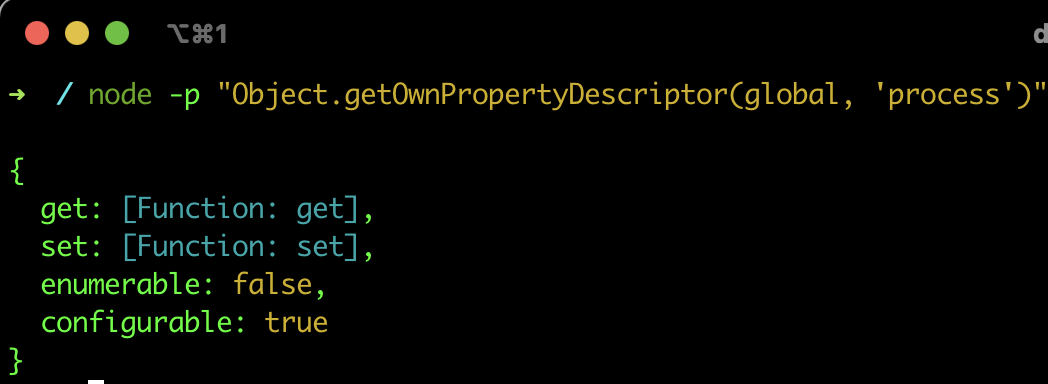 ⌥⌘1
d
➜ / node -p "Object.getOwnPropertyDescriptor(global, 'process')"
{
  get: [Function: get],
  set: [Function: set],
  enumerable: false,
  configurable: true
}